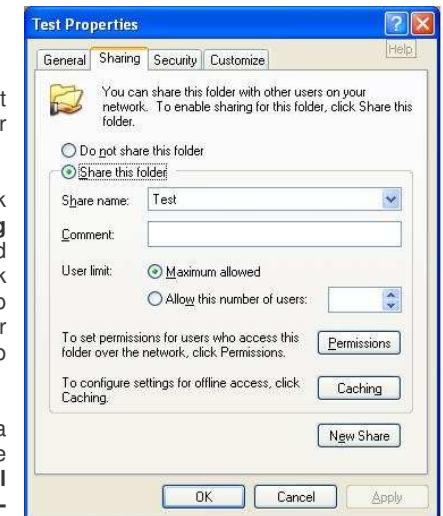 Test Properties
Help
General Sharing Security Customize
You can share this folder with other users on your
network. To enable sharing for this folder, click Share this
folder.
Do not share this folder
Share this folder
Share name: Test
Comment:
User limit: Maximum allowed
Allow this number of users:
To set permissions for users who access this
folder over the network, click Permissions.
Permissions
To configure settings for offline access, click
Caching.
Caching
New Share
OK Cancel Apply